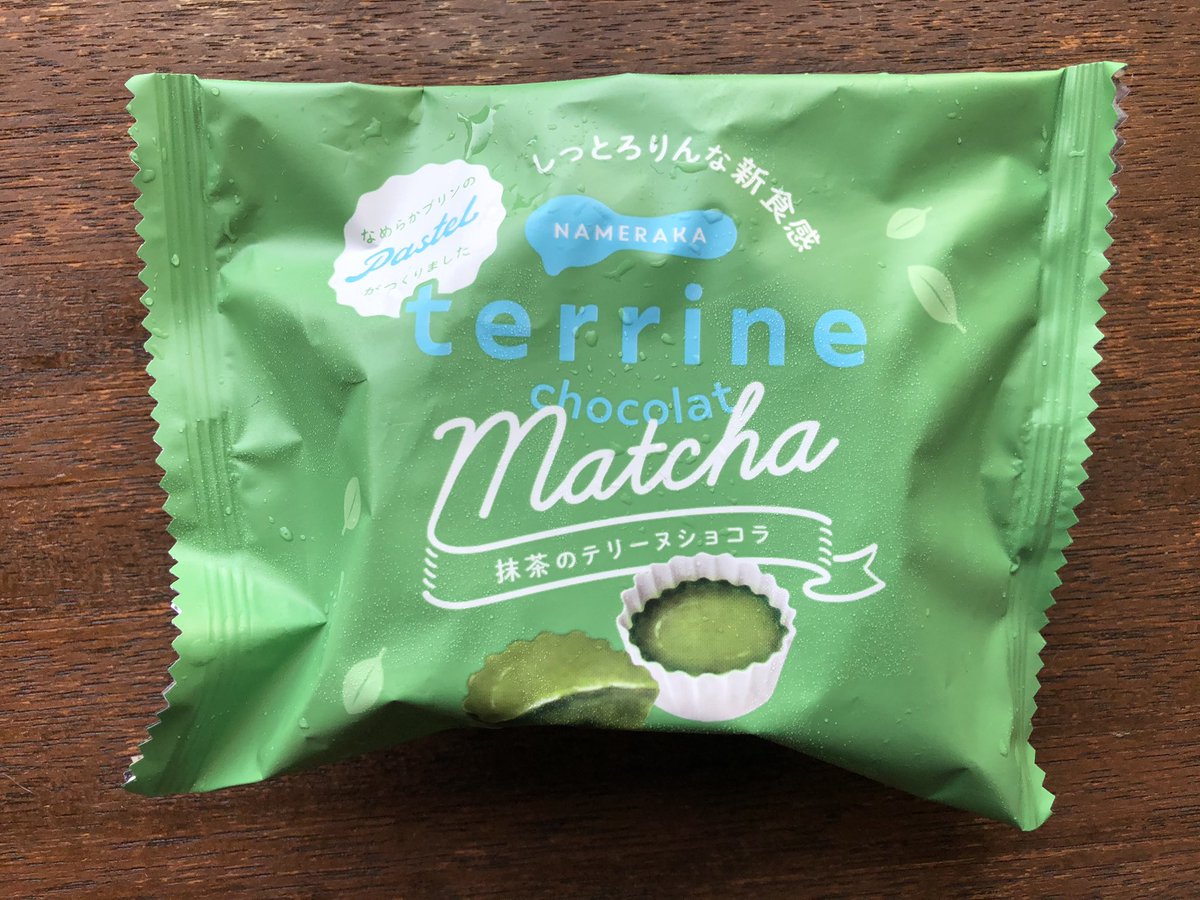 しっとろりんな新食感
なめらかプリンの
Pastel
がつくりました
NAMERAKA
terrine
chocolat
Matcha
抹茶のテリーヌショコラ